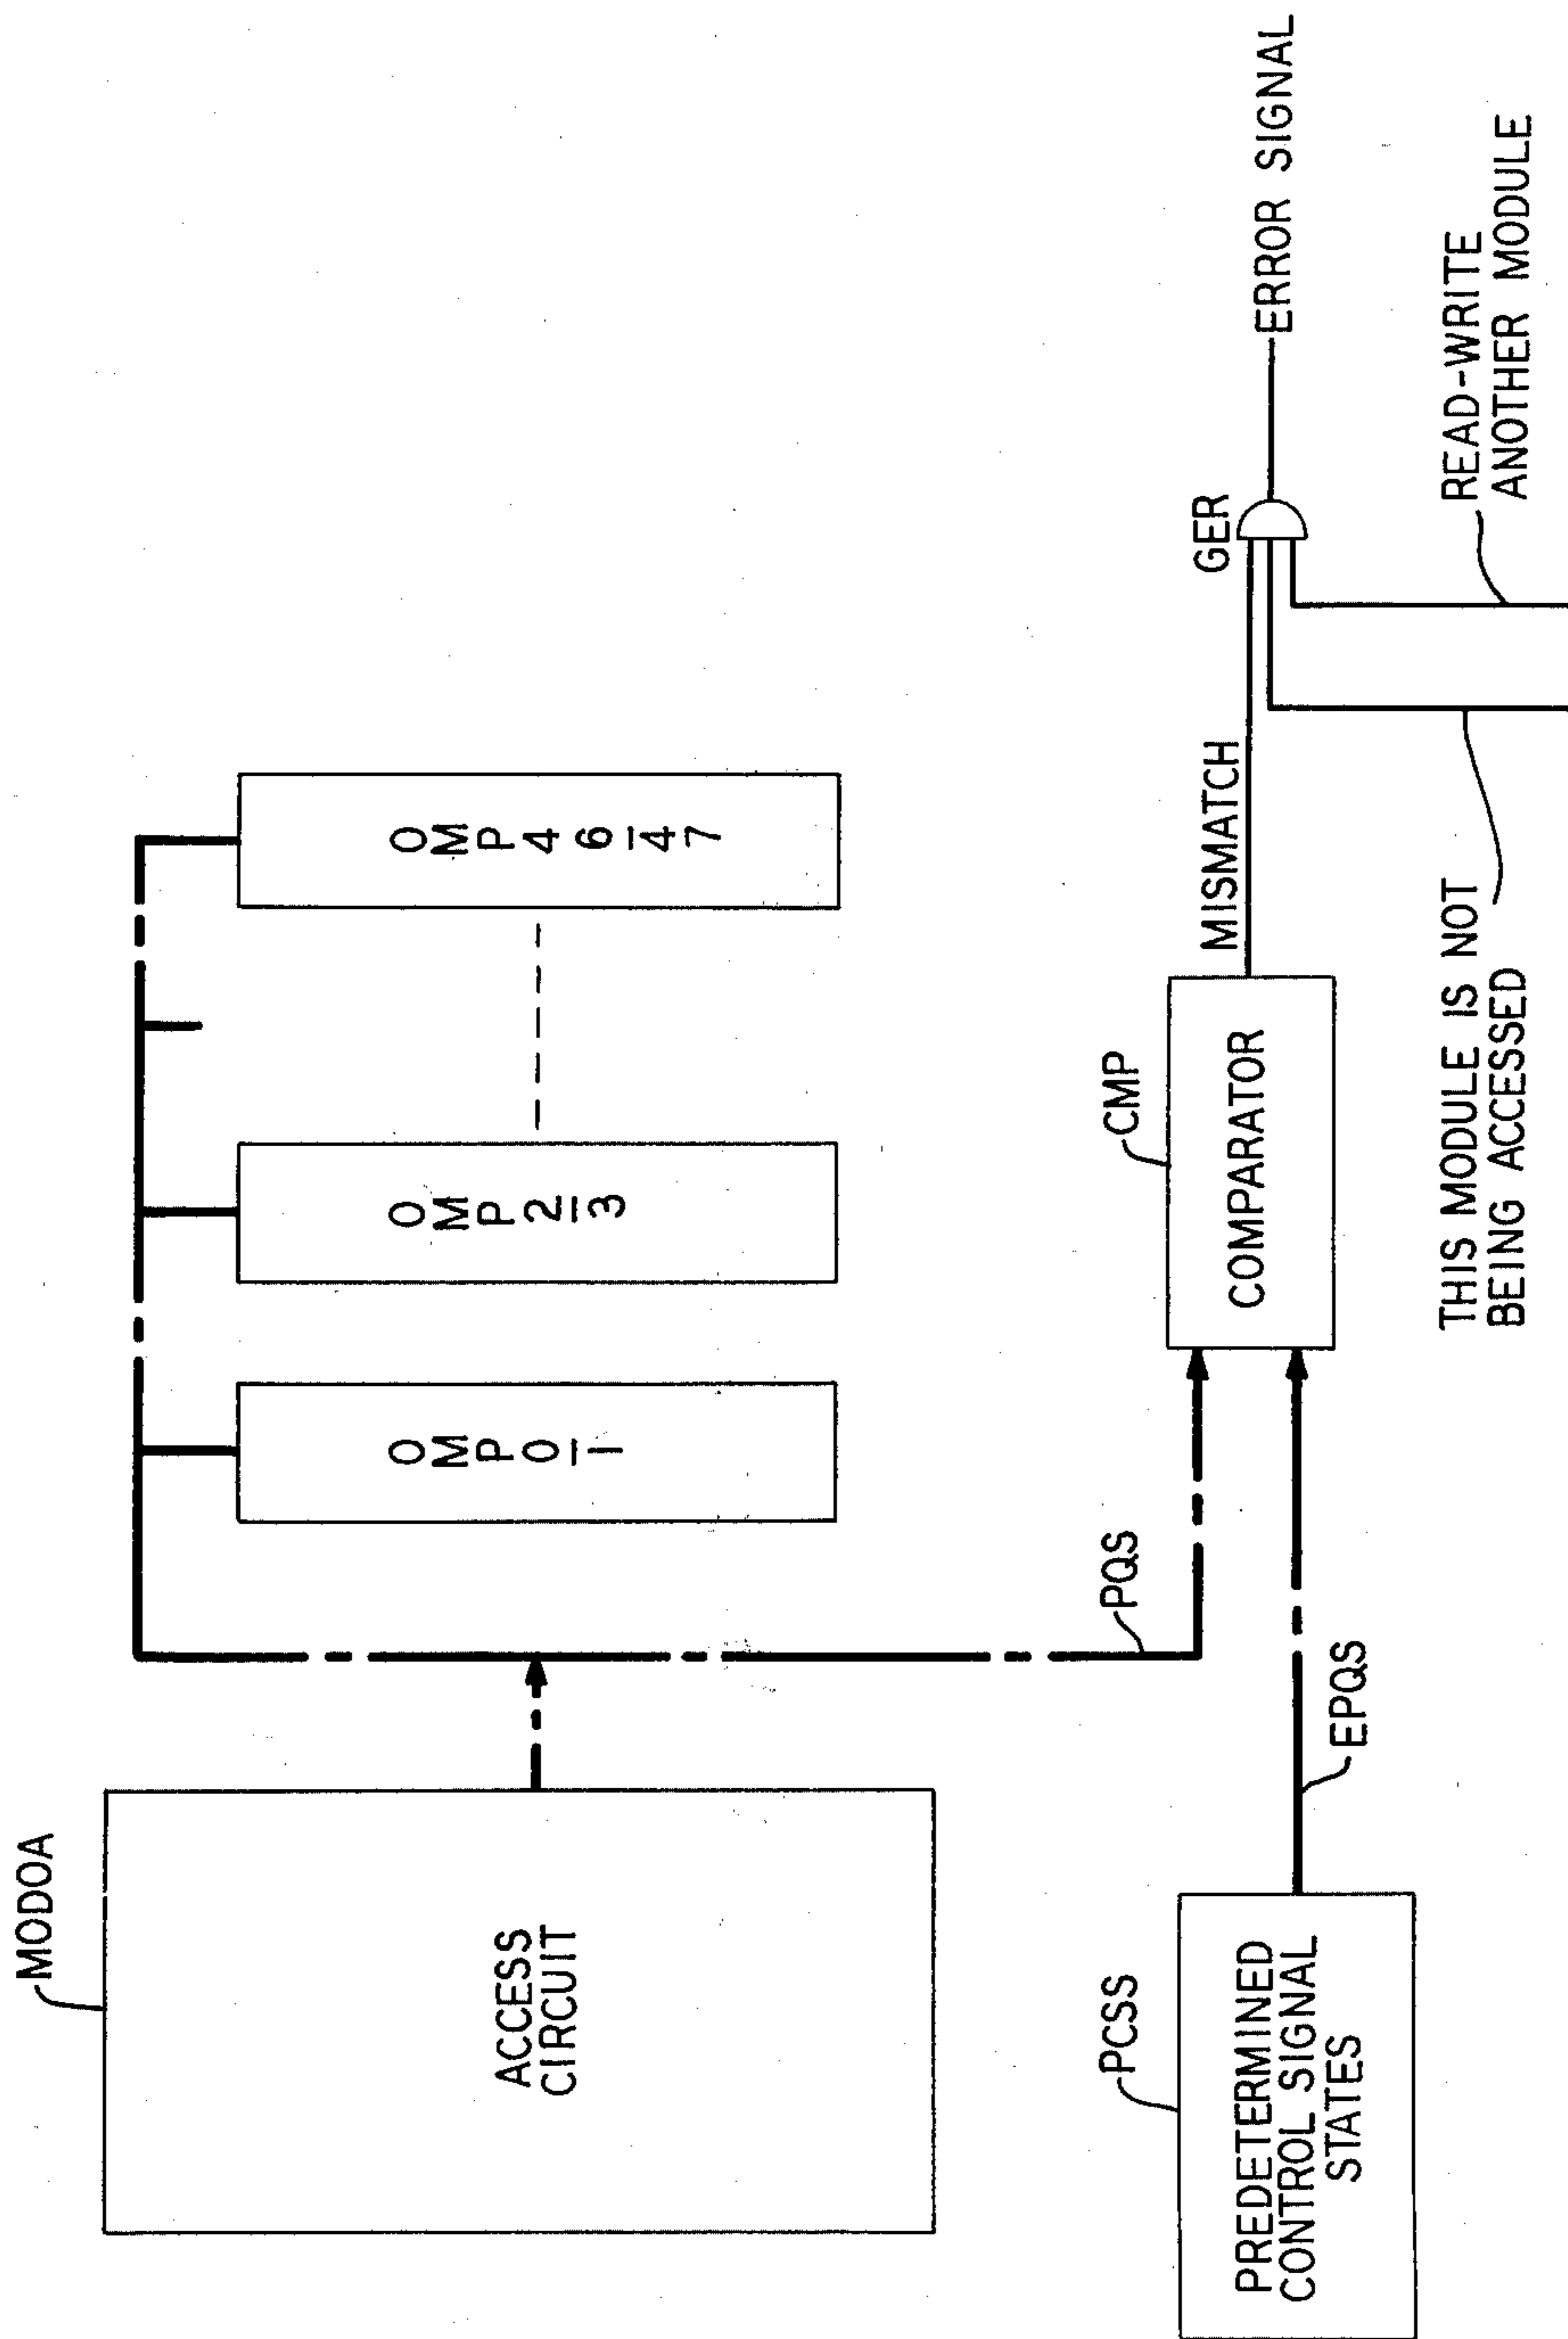 MODOA
ACCESS
CIRCUIT
OMP0-1
OMP2-3
OMP46-47
PCSS
PREDETERMINED
CONTROL SIGNAL
STATES
PQS
EPQS
CMP
COMPARATOR
MISMATCH
GER
ERROR SIGNAL
THIS MODULE IS NOT
BEING ACCESSED
READ-WRITE
ANOTHER MODULE